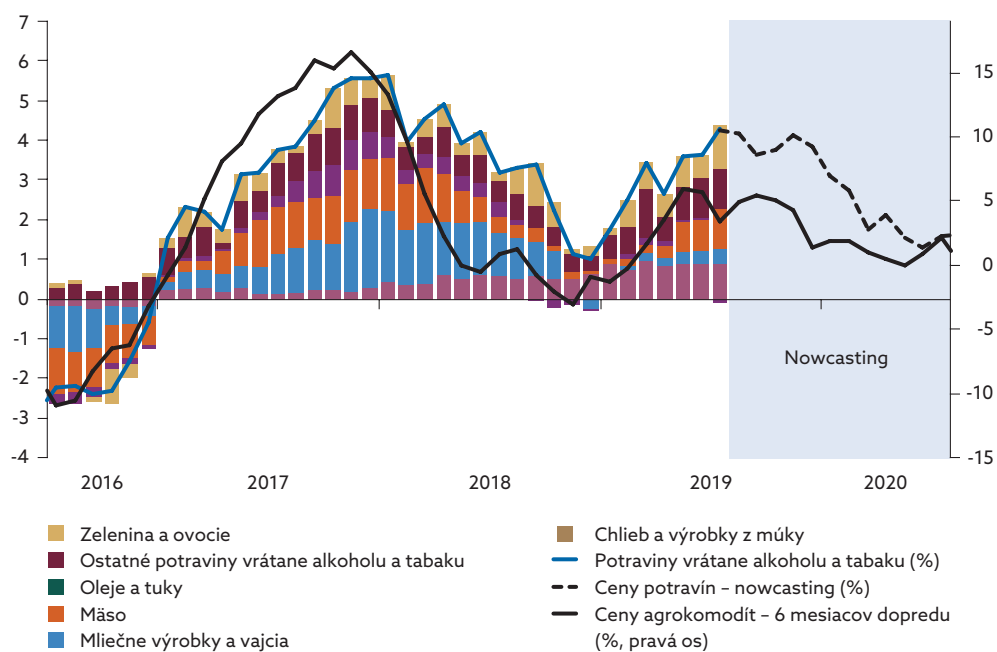 7
6
5
4
3
2
1
0
-1
-2
-3
-4
15
10
5
0
-5
-10
-15
Nowcasting
2016 2017 2018 2019 2020
Zelenina a ovocie
Ostatné potraviny vrátane alkoholu a tabaku
Oleje a tuky
Mäso
Mliečne výrobky a vajcia
Chlieb a výrobky z múky
Potraviny vrátane alkoholu a tabaku (%)
Ceny potravín – nowcasting (%)
Ceny agrokomodít – 6 mesiacov dopredu
(%, pravá os)